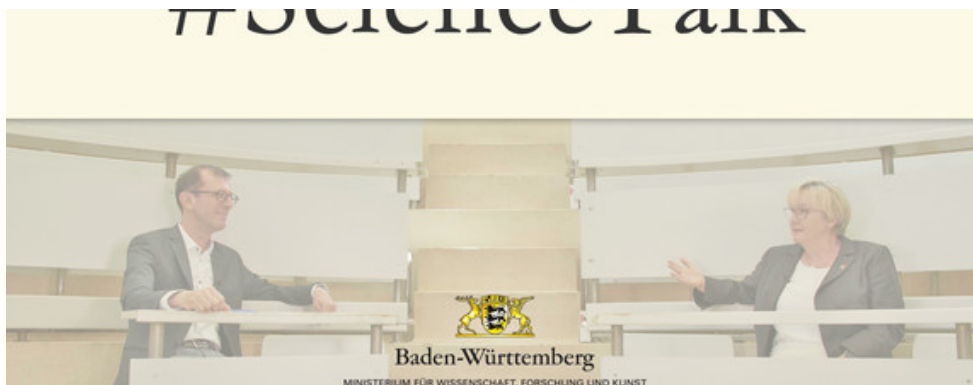 #ScienceTalk
Baden-Württemberg
MINISTERIUM FÜR WISSENSCHAFT, FORSCHUNG UND KUNST